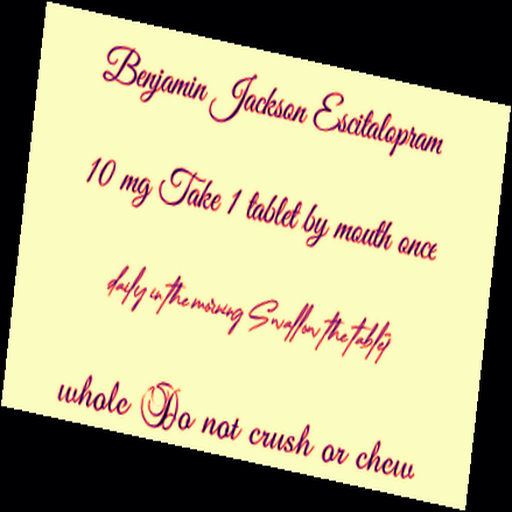 Benjamin Jackson Escitalopram
10 mg Take 1 tablet by mouth once
daily in the morning Swallow the tablet
whole Do not crush or chew